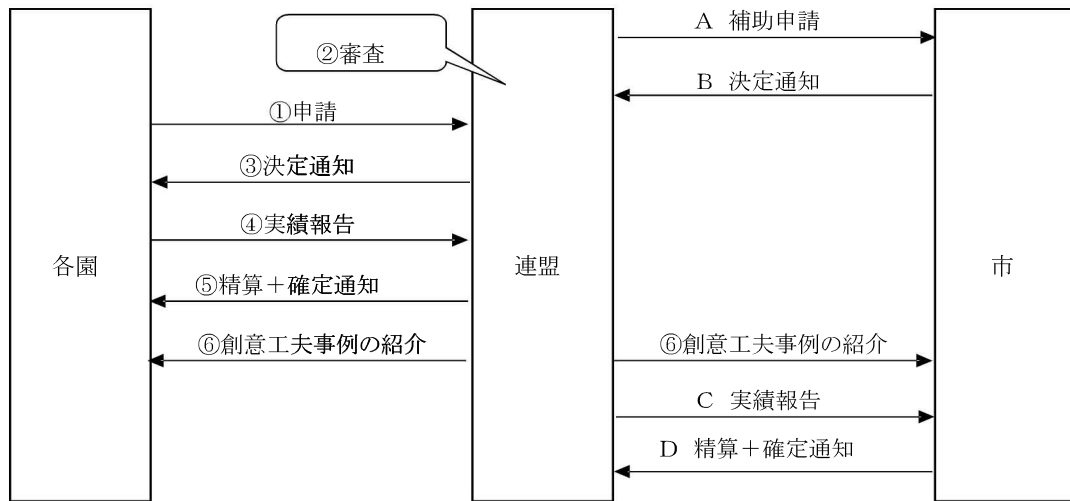 A 補助申請
②審査
B 決定通知
①申請
③決定通知
④実績報告
各園
連盟
市
⑤精算＋確定通知
⑥創意工夫事例の紹介
⑥創意工夫事例の紹介
C 実績報告
D 精算＋確定通知